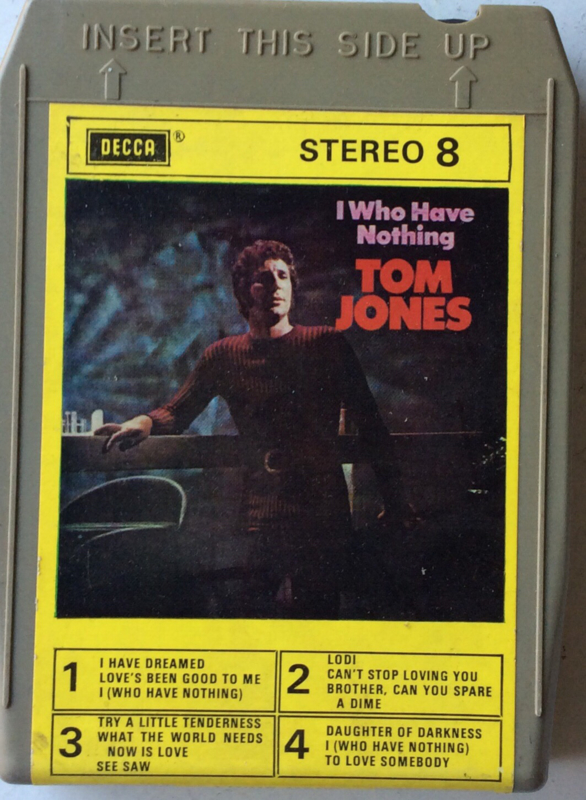 INSERT THIS SIDE UP
DECCA ®
STEREO 8
I Who Have
Nothing
TOM
JONES
1
I HAVE DREAMED
LOVE'S BEEN GOOD TO ME
I (WHO HAVE NOTHING)
2
LODI
CAN'T STOP LOVING YOU
BROTHER, CAN YOU SPARE
A DIME
3
TRY A LITTLE TENDERNESS
WHAT THE WORLD NEEDS
NOW IS LOVE
SEE SAW
4
DAUGHTER OF DARKNESS
I (WHO HAVE NOTHING)
TO LOVE SOMEBODY